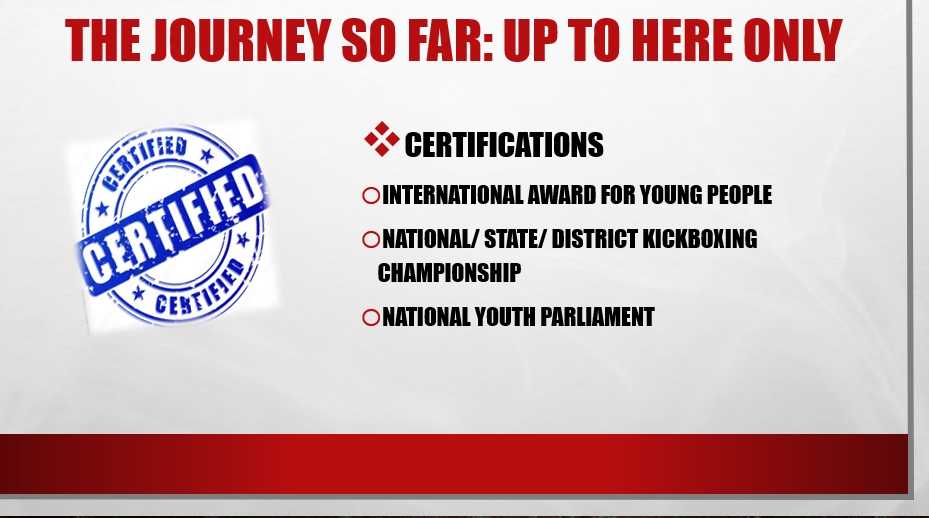 THE JOURNEY SO FAR: UP TO HERE ONLY
CERTIFIED
CERTIFIED
CERTIFIED
CERTIFICATIONS
INTERNATIONAL AWARD FOR YOUNG PEOPLE
NATIONAL/ STATE/ DISTRICT KICKBOXING
CHAMPIONSHIP
NATIONAL YOUTH PARLIAMENT